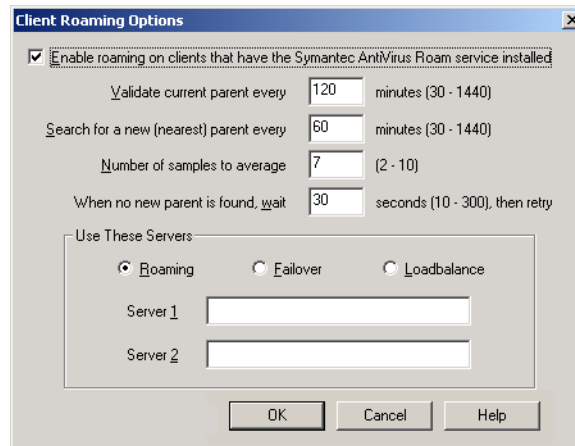 Client Roaming Options
Enable roaming on clients that have the Symantec AntiVirus Roam service installed
Validate current parent every 120 minutes (30 - 1440)
Search for a new (nearest) parent every 60 minutes (30 - 1440)
Number of samples to average 7 (2 - 10)
When no new parent is found, wait 30 seconds (10 - 300), then retry
Use These Servers
Roaming Failover Loadbalance
Server 1
Server 2
OK Cancel Help